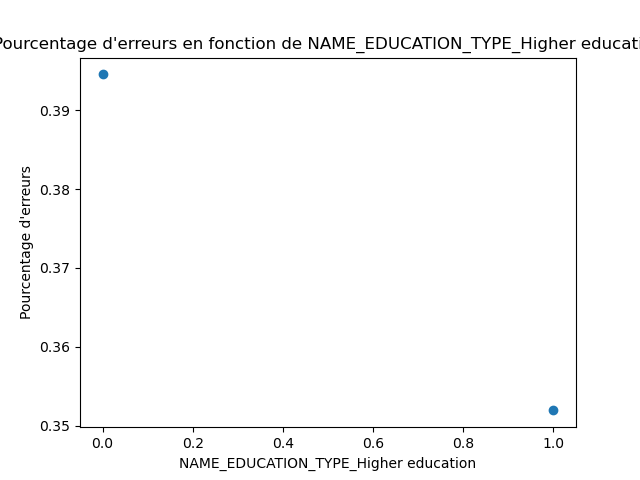 Pourcentage d'erreurs en fonction de NAME_EDUCATION_TYPE_Higher educati
0.39
0.38
0.37
0.36
0.35
Pourcentage d'erreurs
0.0 0.2 0.4 0.6 0.8 1.0
NAME_EDUCATION_TYPE_Higher education